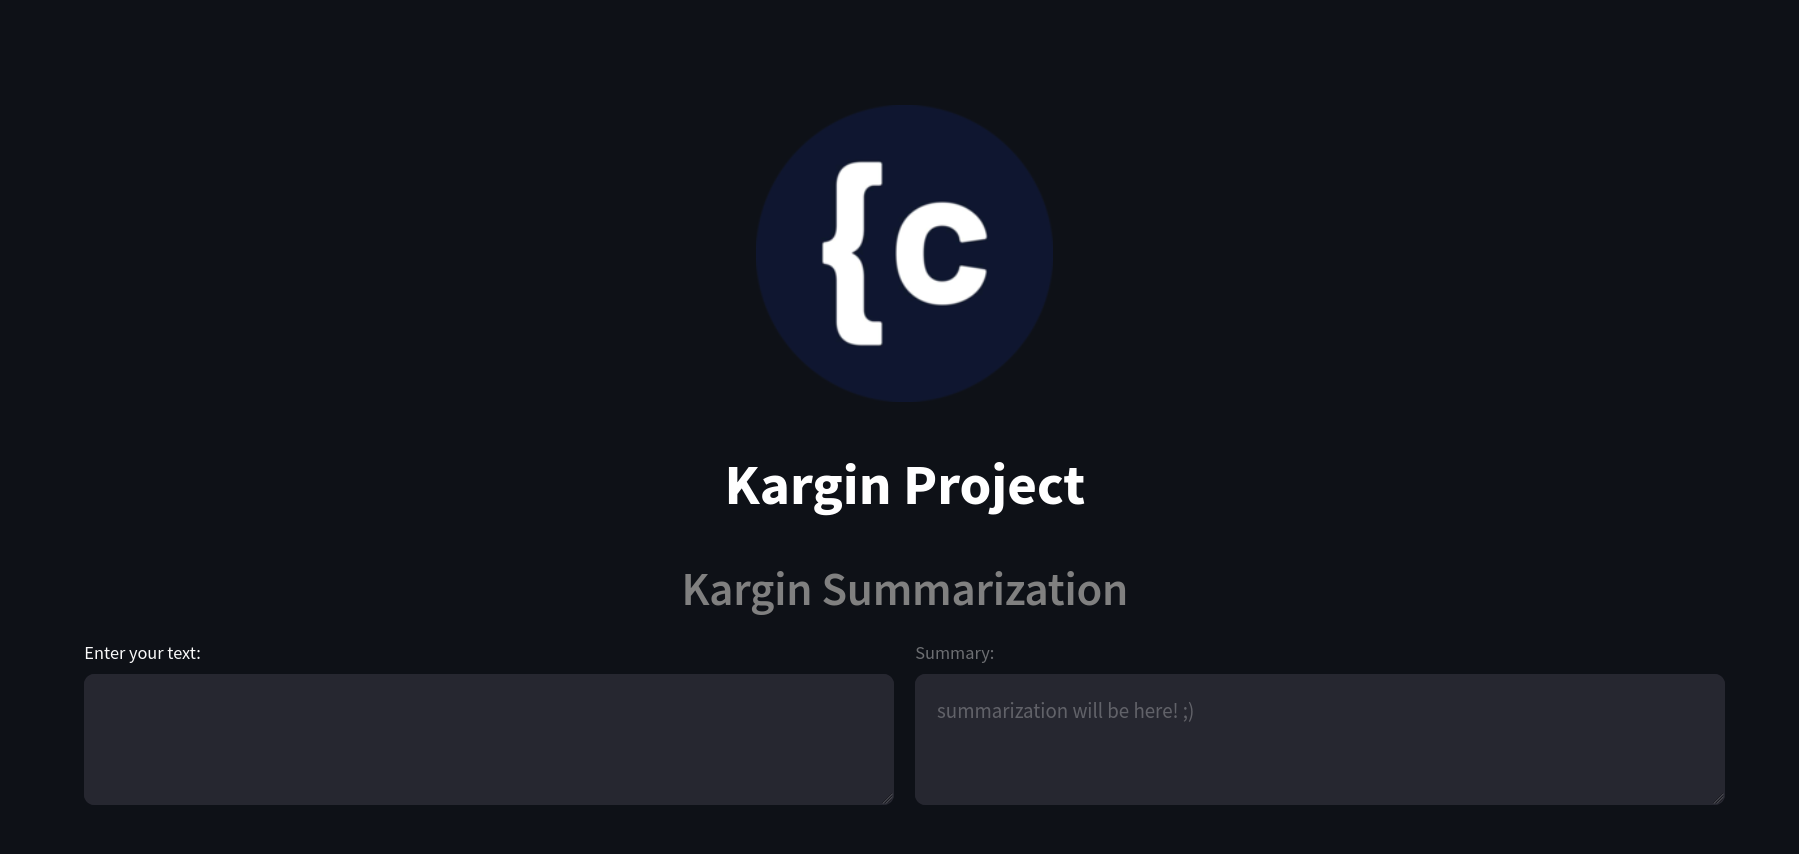 {c
Kargin Project
Kargin Summarization
Enter your text:
Summary:
summarization will be here! ;)